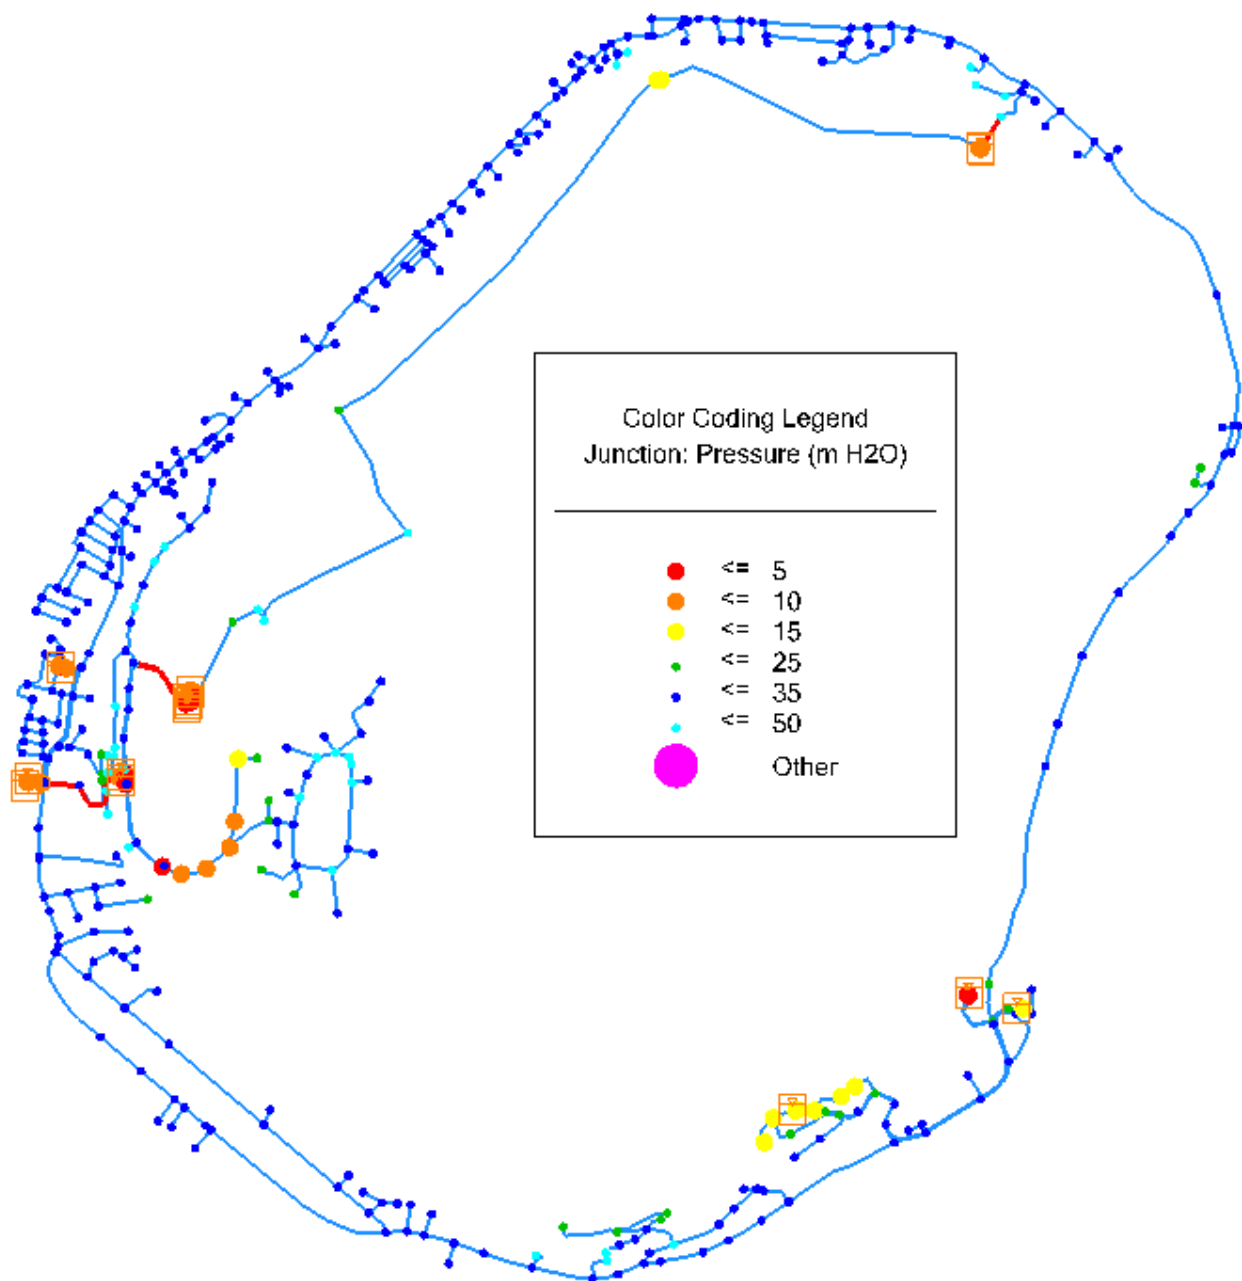 Color Coding Legend
Junction: Pressure (m H2O)
<= 5
<= 10
<= 15
<= 25
<= 35
<= 50
Other